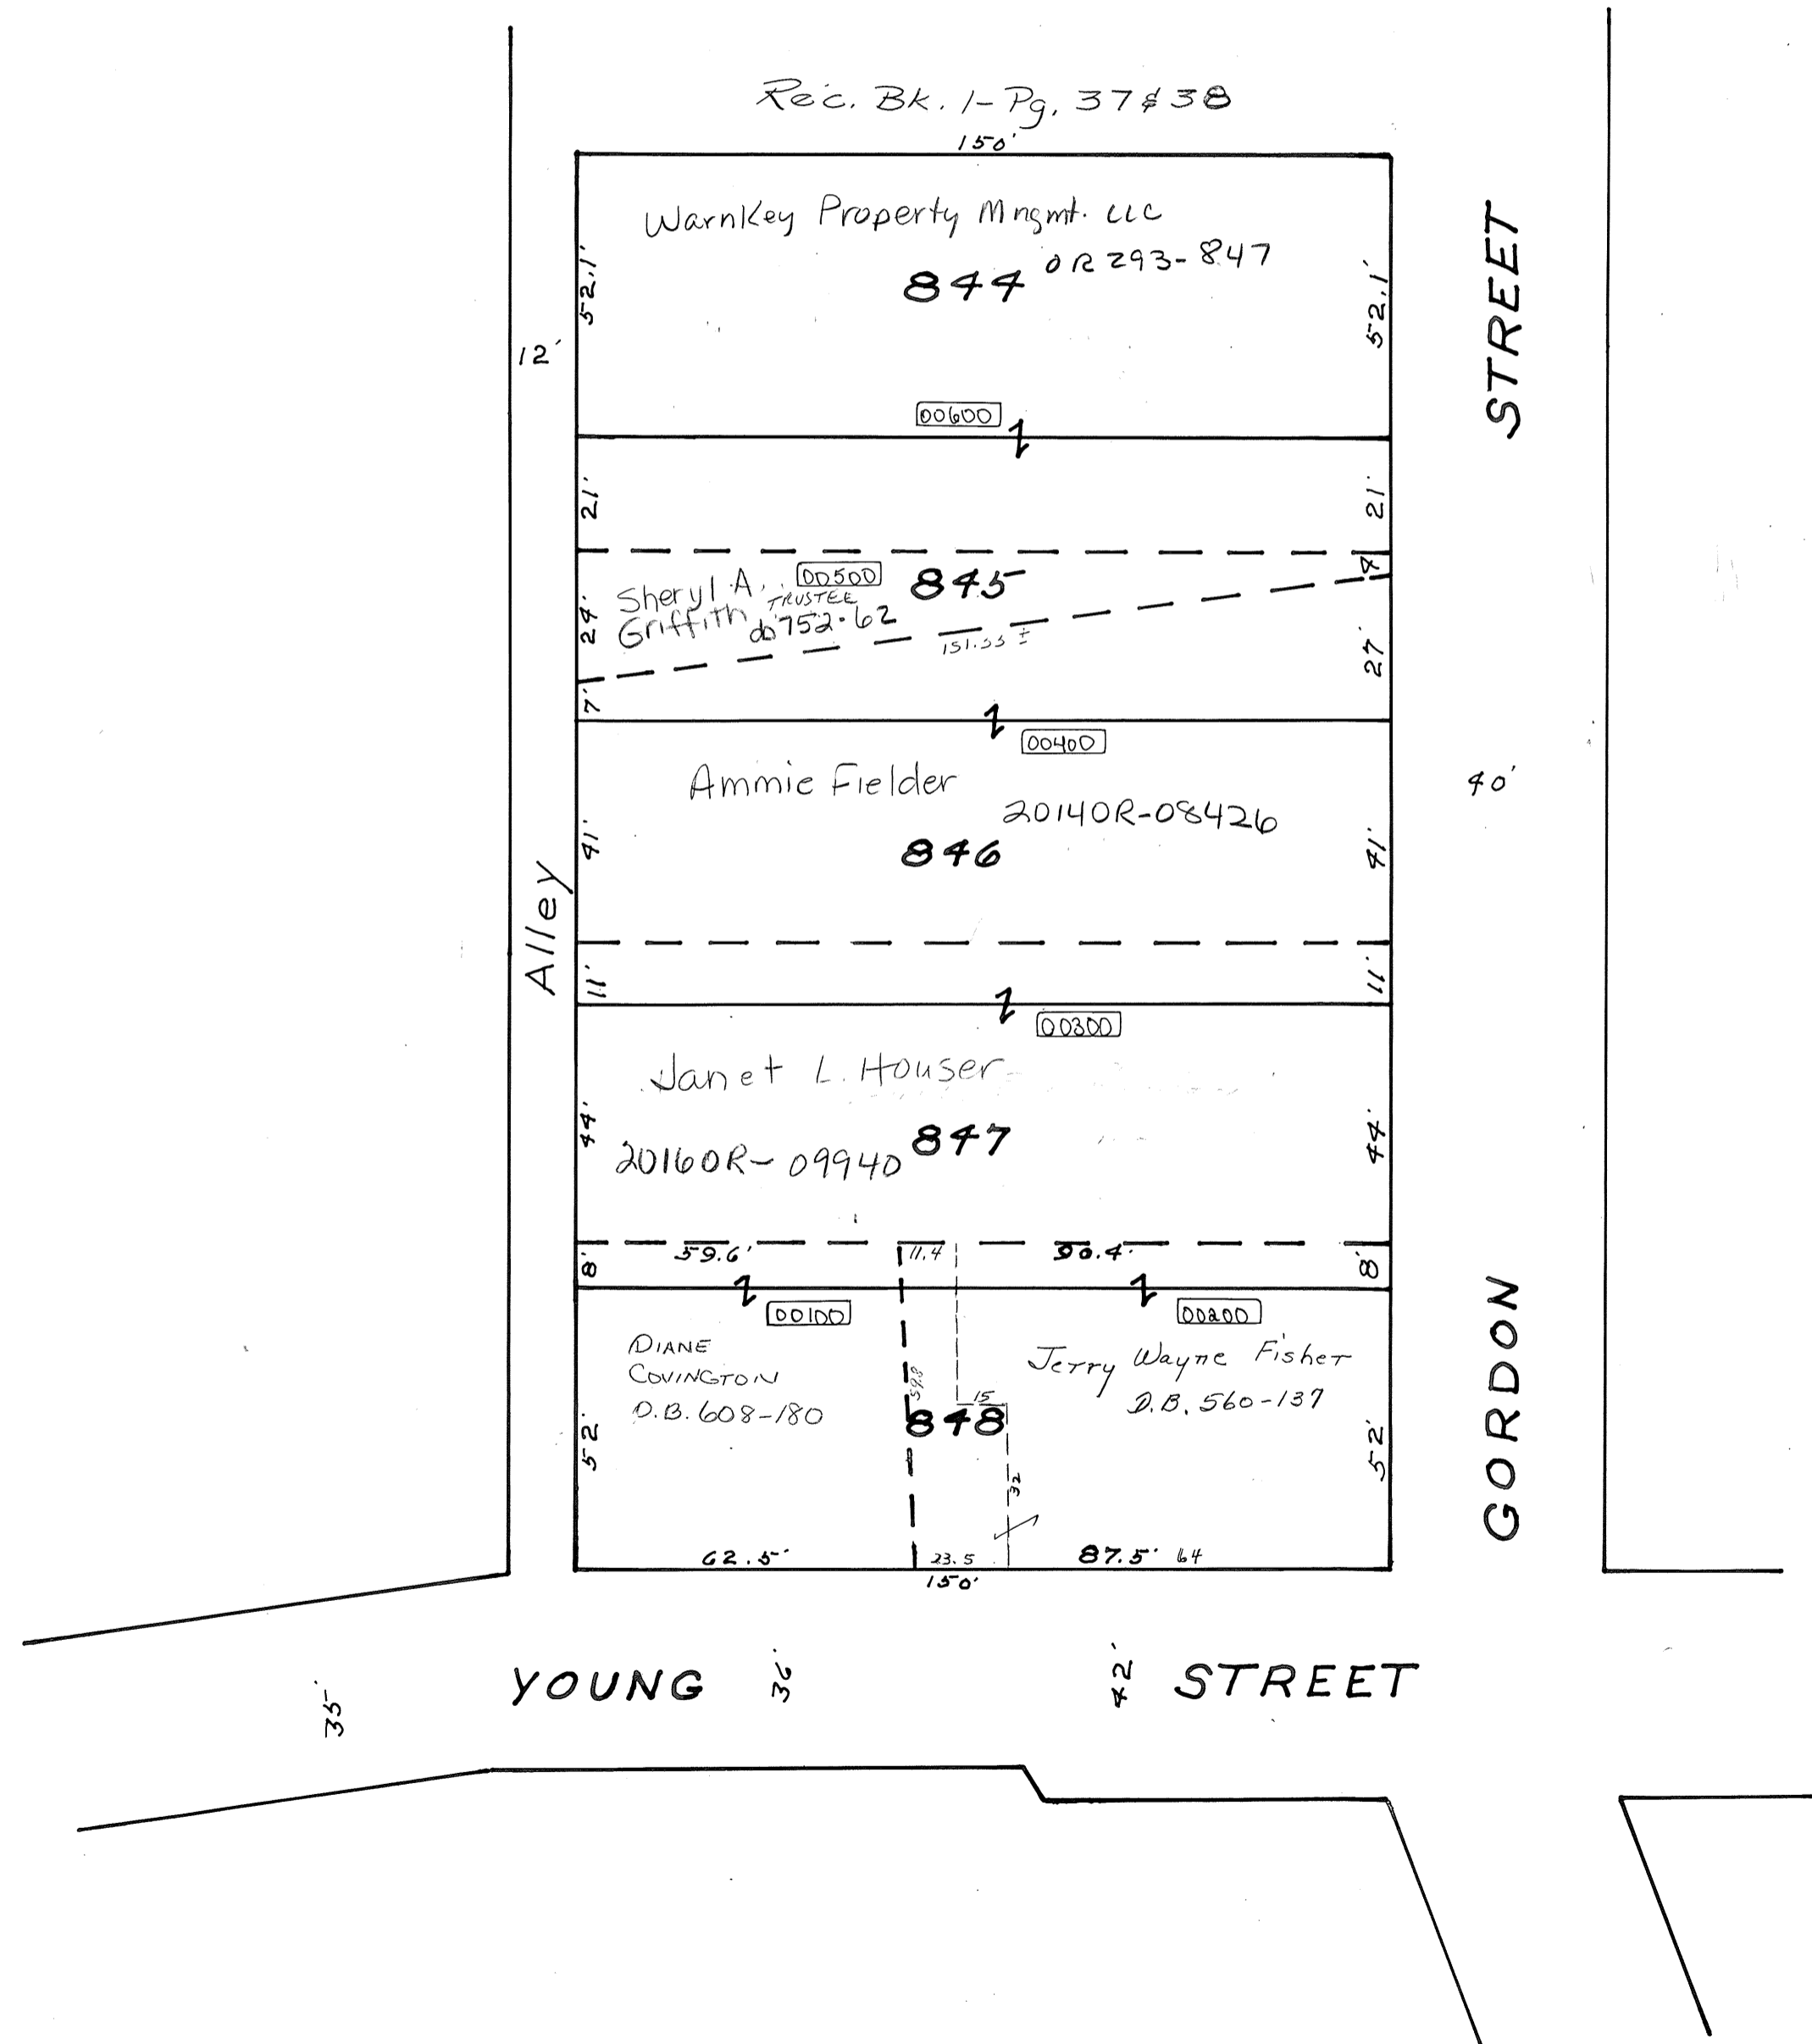 Rec. Bk. 1-Pg. 37 & 38
150'
Warnkey Property Mngmt. LLC
OR 293-847
844
52.1'
52.1'
12'
STREET
00600
21'
21'
4'
Sheryl A.
00500
845
TRUSTEE
Griffith db 752-62
24'
151.33 ±
27'
7'
00400
Ammie Fielder
40'
20140R-08426
846
41'
41'
Alley
11'
11'
00300
Janet L. Houser
847
20160R-09940
44'
44'
59.6'
11.4
90.4'
8'
8'
00100
00200
DIANE
COVINGTON
D.B. 608-180
Jerry Wayne Fisher
D.B. 560-137
59.8
15
848
52'
32
52'
GORDON
62.5'
23.5
87.5'
64
150'
YOUNG
36'
42'
STREET
35'